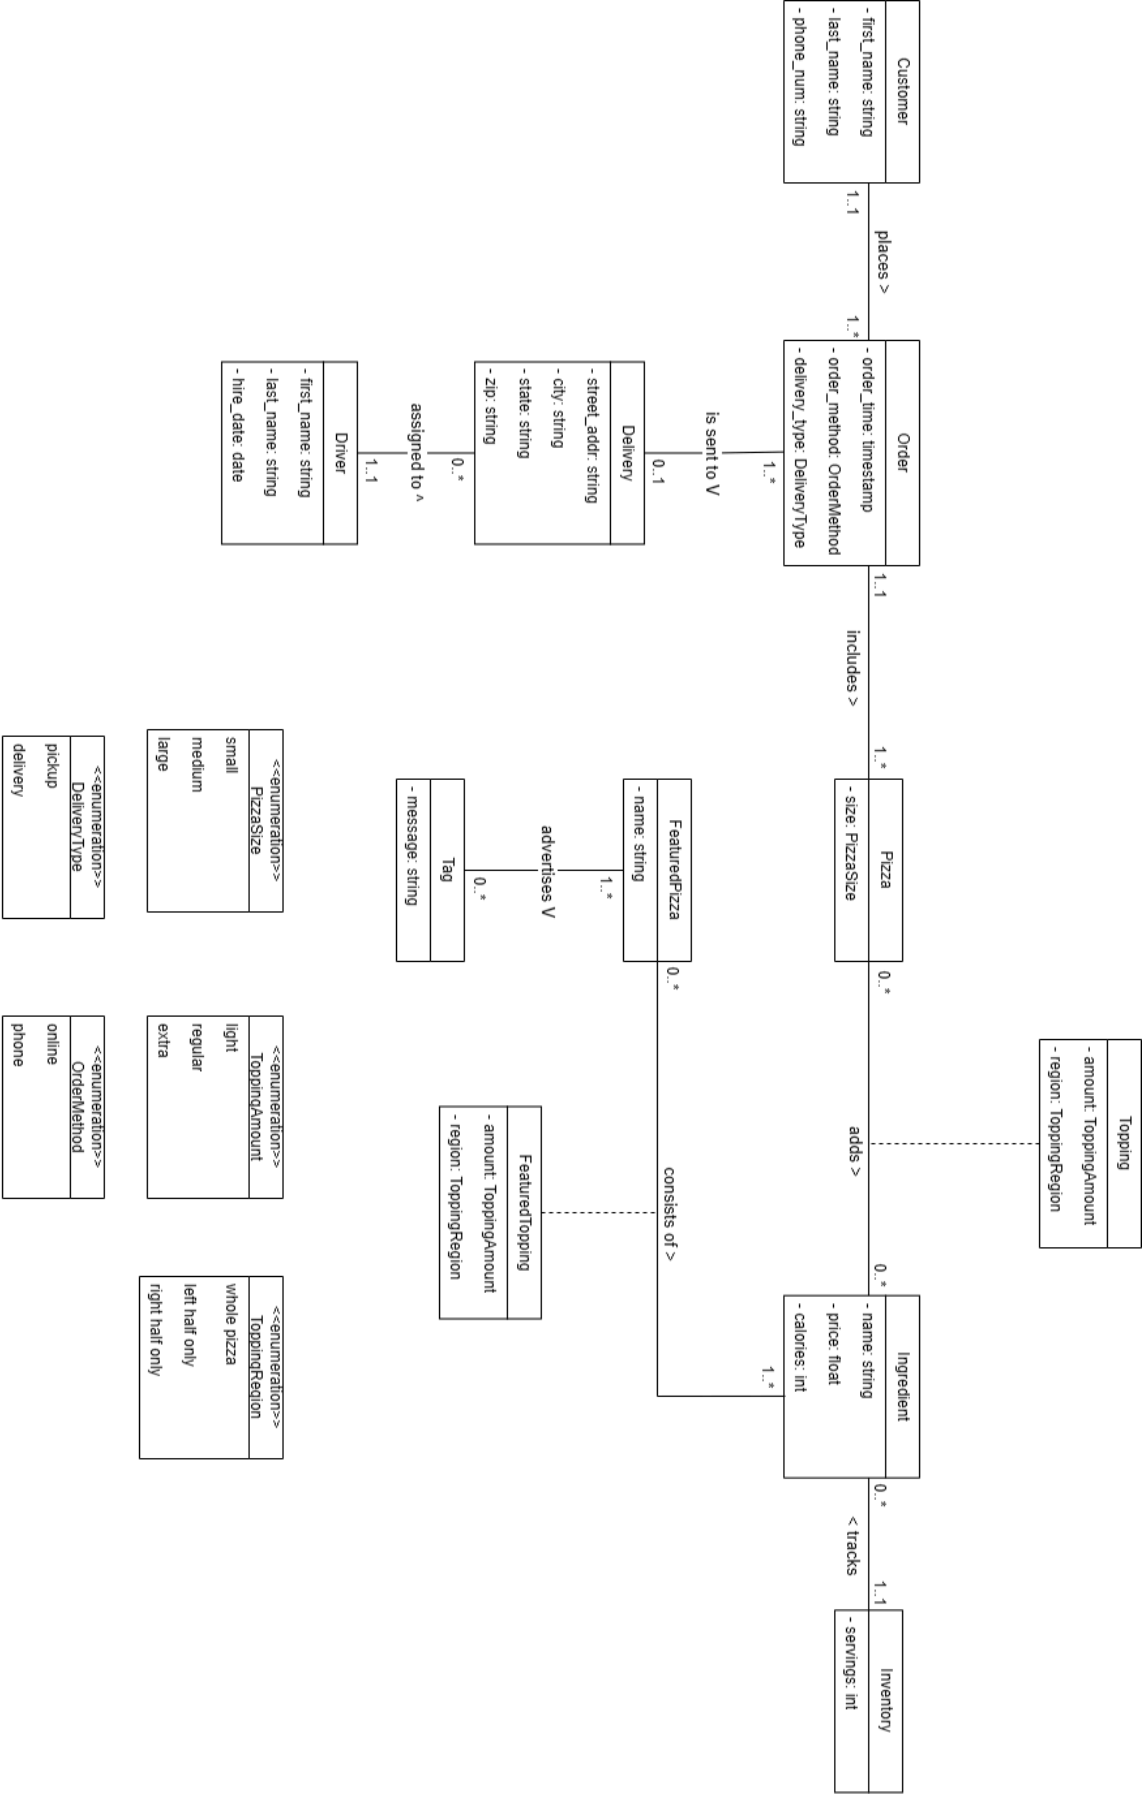 Topping
- amount: ToppingAmount
- region: ToppingRegion
Customer
- first_name: string
- last_name: string
- phone_num: string
1..1
places >
1..*
Order
- order_time: timestamp
- order_method: OrderMethod
- delivery_type: DeliveryType
1..1
includes >
1..*
Pizza
- size: PizzaSize
0..*
adds >
0..*
Ingredient
- name: string
- price: float
- calories: int
0..*
< tracks
1..1
Inventory
- servings: int
1..*
is sent to V
0..1
Delivery
- street_addr: string
- city: string
- state: string
- zip: string
0..*
assigned to ^
1..1
Driver
- first_name: string
- last_name: string
- hire_date: date
FeaturedPizza
- name: string
0..*
consists of >
1..*
FeaturedTopping
- amount: ToppingAmount
- region: ToppingRegion
1..*
advertises V
0..*
Tag
- message: string
<<enumeration>>
PizzaSize
small
medium
large
<<enumeration>>
ToppingAmount
light
regular
extra
<<enumeration>>
ToppingRegion
whole pizza
left half only
right half only
<<enumeration>>
DeliveryType
pickup
delivery
<<enumeration>>
OrderMethod
online
phone